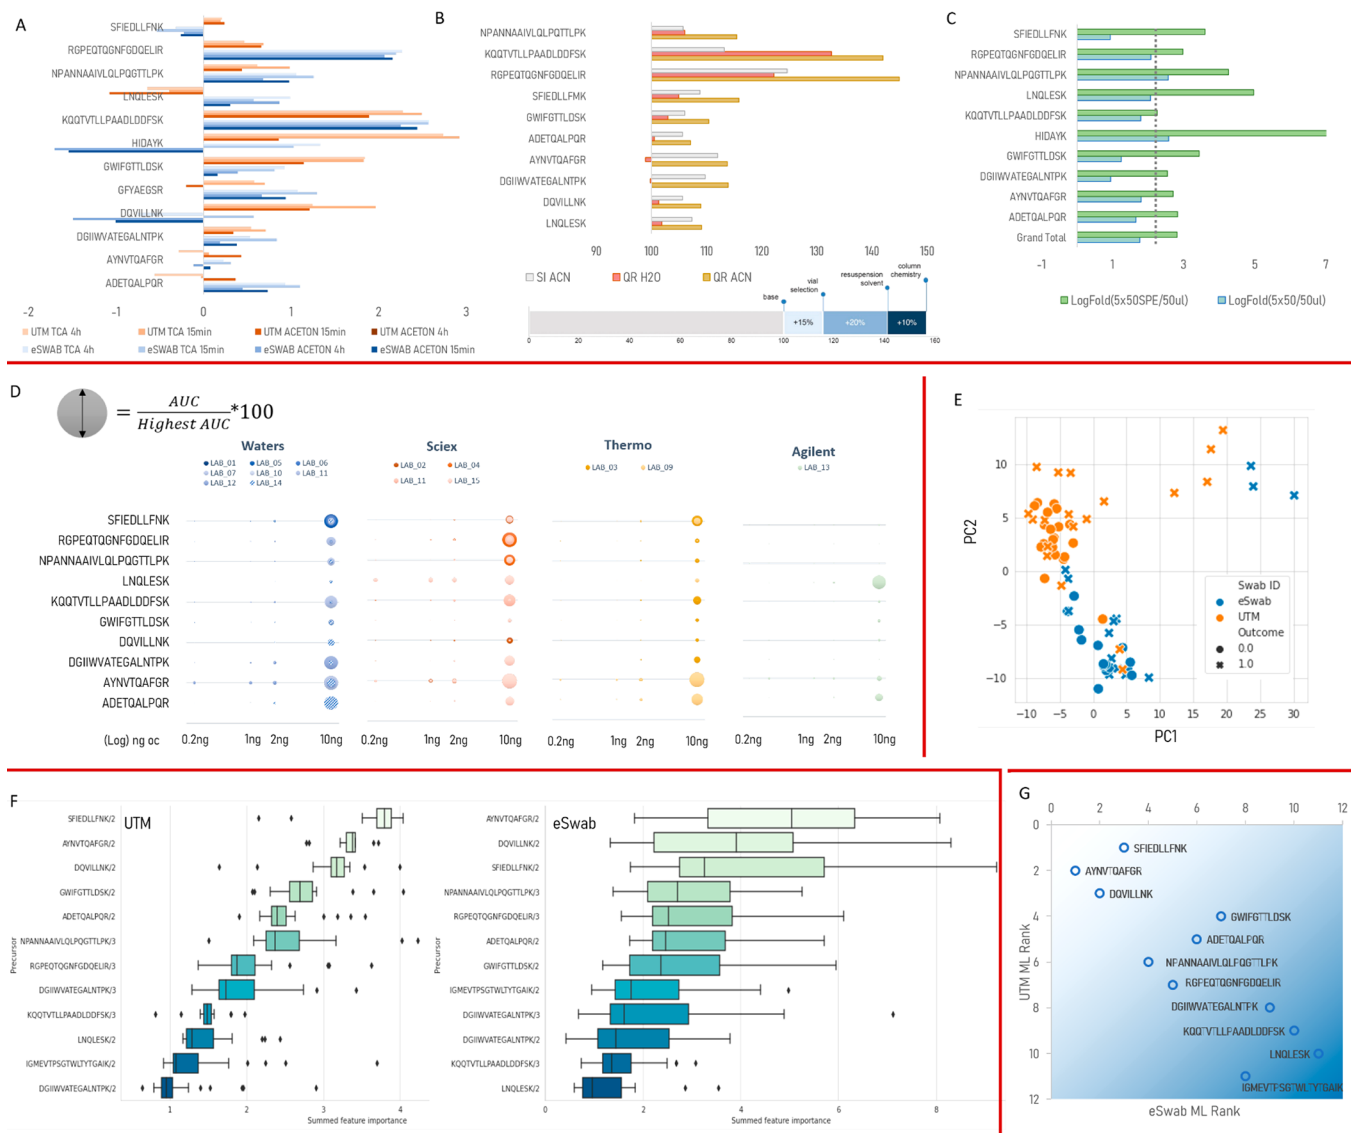 A
SFIEDLLFNK
RGPEQTQGNFGDQELIR
NPANNAAIVLQLPQGTTLPK
LNQLESK
KQQTVTLLPAADLDDFSK
HIDAYK
GWIFGTTLDSK
GFYAEGSR
DQVILLNK
DGIIWVATEGALNTPK
AYNVTQAFGR
ADETQALPQR
-2 -1 0 1 2 3
UTM TCA 4h UTM TCA 15min UTM ACETON 15min UTM ACETON 4h
eSWAB TCA 4h eSWAB TCA 15min eSWAB ACETON 4h eSWAB ACETON 15min
B
NPANNAAIVLQLPQTTLPK
KQQTVTLLPAADLDDFSK
RGPEQTQGNFGDQELIR
SFIEDLLFMK
GWIFGTTLDSK
ADETQALPQR
AYNVTQAFGR
DGIIWVATEGALNTPK
DQVILLNK
LNQLESK
90 100 110 120 130 140 150
SI ACN QR H2O QR ACN
base
vial
selection
resuspension
solvent
column
chemistry
+15% +20% +10%
0 20 40 60 80 100 120 140 160
C
SFIEDLLFNK
RGPEQTQGNFGDQELIR
NPANNAAIVLQLPQGTTLPK
LNQLESK
KQQTVTLLPAADLDDFSK
HIDAYK
GWIFGTTLDSK
DGIIWVATEGALNTPK
AYNVTQAFGR
ADETQALPQR
Grand Total
-1 1 3 5 7
LogFold(5x50SPE/50ul) LogFold(5x50/50ul)
D
= AUC / Highest AUC *100
Waters
LAB_01 LAB_05 LAB_06
LAB_07 LAB_10 LAB_11
LAB_12 LAB_14
Sciex
LAB_02 LAB_04
LAB_11 LAB_15
Thermo
LAB_03 LAB_09
Agilent
LAB_13
SFIEDLLFNK
RGPEQTQGNFGDQELIR
NPANNAAIVLQLPQGTTLPK
LNQLESK
KQQTVTLLPAADLDDFSK
GWIFGTTLDSK
DQVILLNK
DGIIWVATEGALNTPK
AYNVTQAFGR
ADETQALPQR
(Log) ng oc 0.2ng 1ng 2ng 10ng 0.2ng 1ng 2ng 10ng 0.2ng 1ng 2ng 10ng 0.2ng 1ng 2ng 10ng
E
PC2
10
5
0
−5
−10
Swab ID
eSwab
UTM
Outcome
0.0
1.0
−10 −5 0 5 10 15 20 25 30
PC1
F
UTM
Precursor
SFIEDLLFNK/2
AYNVTQAFGR/2
DQVILLNK/2
GWIFGTTLDSK/2
ADETQALPQR/2
NPANNAAIVLQLPQGTTLPK/3
RGPEQTQGNFGDQELIR/3
DGIIWVATEGALNTPK/3
KQQTVTLLPAADLDDFSK/3
LNQLESK/2
IGMEVTPSGTWLTYTGAIK/2
DGIIWVATEGALNTPK/2
1 2 3 4
Summed feature importance
eSwab
Precursor
AYNVTQAFGR/2
DQVILLNK/2
SFIEDLLFNK/2
NPANNAAIVLQLPQGTTLPK/3
RGPEQTQGNFGDQELIR/3
ADETQALPQR/2
GWIFGTTLDSK/2
IGMEVTPSGTWLTYTGAIK/2
DGIIWVATEGALNTPK/3
DGIIWVATEGALNTPK/2
KQQTVTLLPAADLDDFSK/3
LNQLESK/2
0 2 4 6 8
Summed feature importance
G
0 2 4 6 8 10 12
0
2
4
6
8
10
12
UTM ML Rank
SFIEDLLFNK
AYNVTQAFGR
DQVILLNK
GWIFGTTLDSK
ADETQALPQR
NFANNAAIVLQLFQGTTLFK
RGFEQTQGNFGDQELIR
DGIIWVATEGALNTPK
KQQTVTLLPAADLDDFSK
LNQLESK
IGMEVTFSGTWLTYTGAIK
eSwab ML Rank